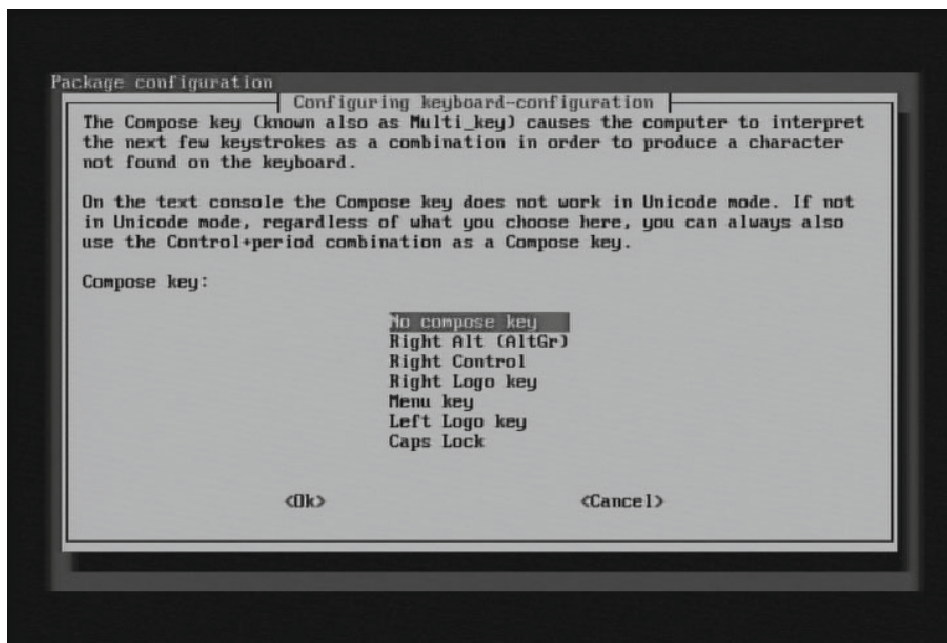 Package configuration
Configuring keyboard-configuration
The Compose key (known also as Multi_key) causes the computer to interpret
the next few keystrokes as a combination in order to produce a character
not found on the keyboard.
On the text console the Compose key does not work in Unicode mode. If not
in Unicode mode, regardless of what you choose here, you can always also
use the Control+period combination as a Compose key.
Compose key:
No compose key
Right Alt (AltGr)
Right Control
Right Logo key
Menu key
Left Logo key
Caps Lock
<Ok> <Cancel>